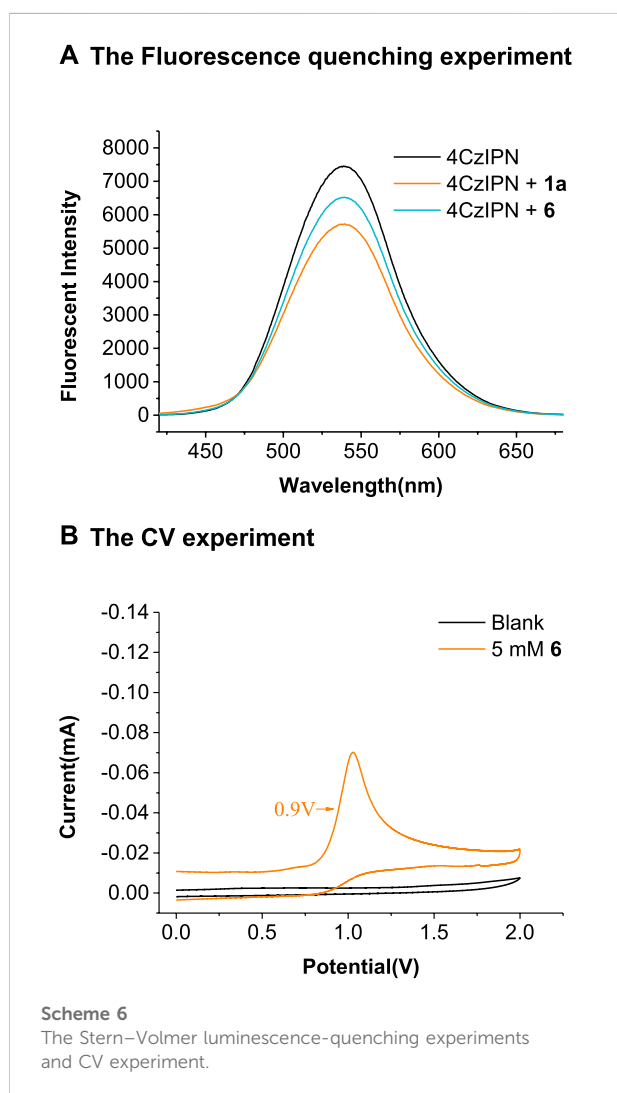 A The Fluorescence quenching experiment
8000
7000
6000
5000
4000
3000
2000
1000
0
Fluorescent Intensity
4CzIPN
4CzIPN + 1a
4CzIPN + 6
450 500 550 600 650
Wavelength(nm)
B The CV experiment
-0.14
-0.12
-0.10
-0.08
-0.06
-0.04
-0.02
0.00
Current(mA)
Blank
5 mM 6
0.9V
0.0 0.5 1.0 1.5 2.0
Potential(V)
Scheme 6
The Stern–Volmer luminescence-quenching experiments
and CV experiment.